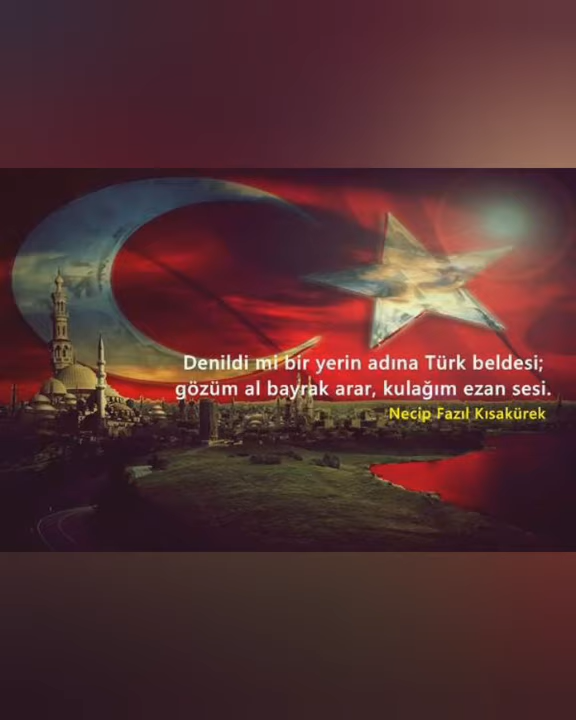 Denildi mi bir yerin adına Türk beldesi;
gözüm al bayrak arar, kulağım ezan sesi.
Necip Fazıl Kısakürek